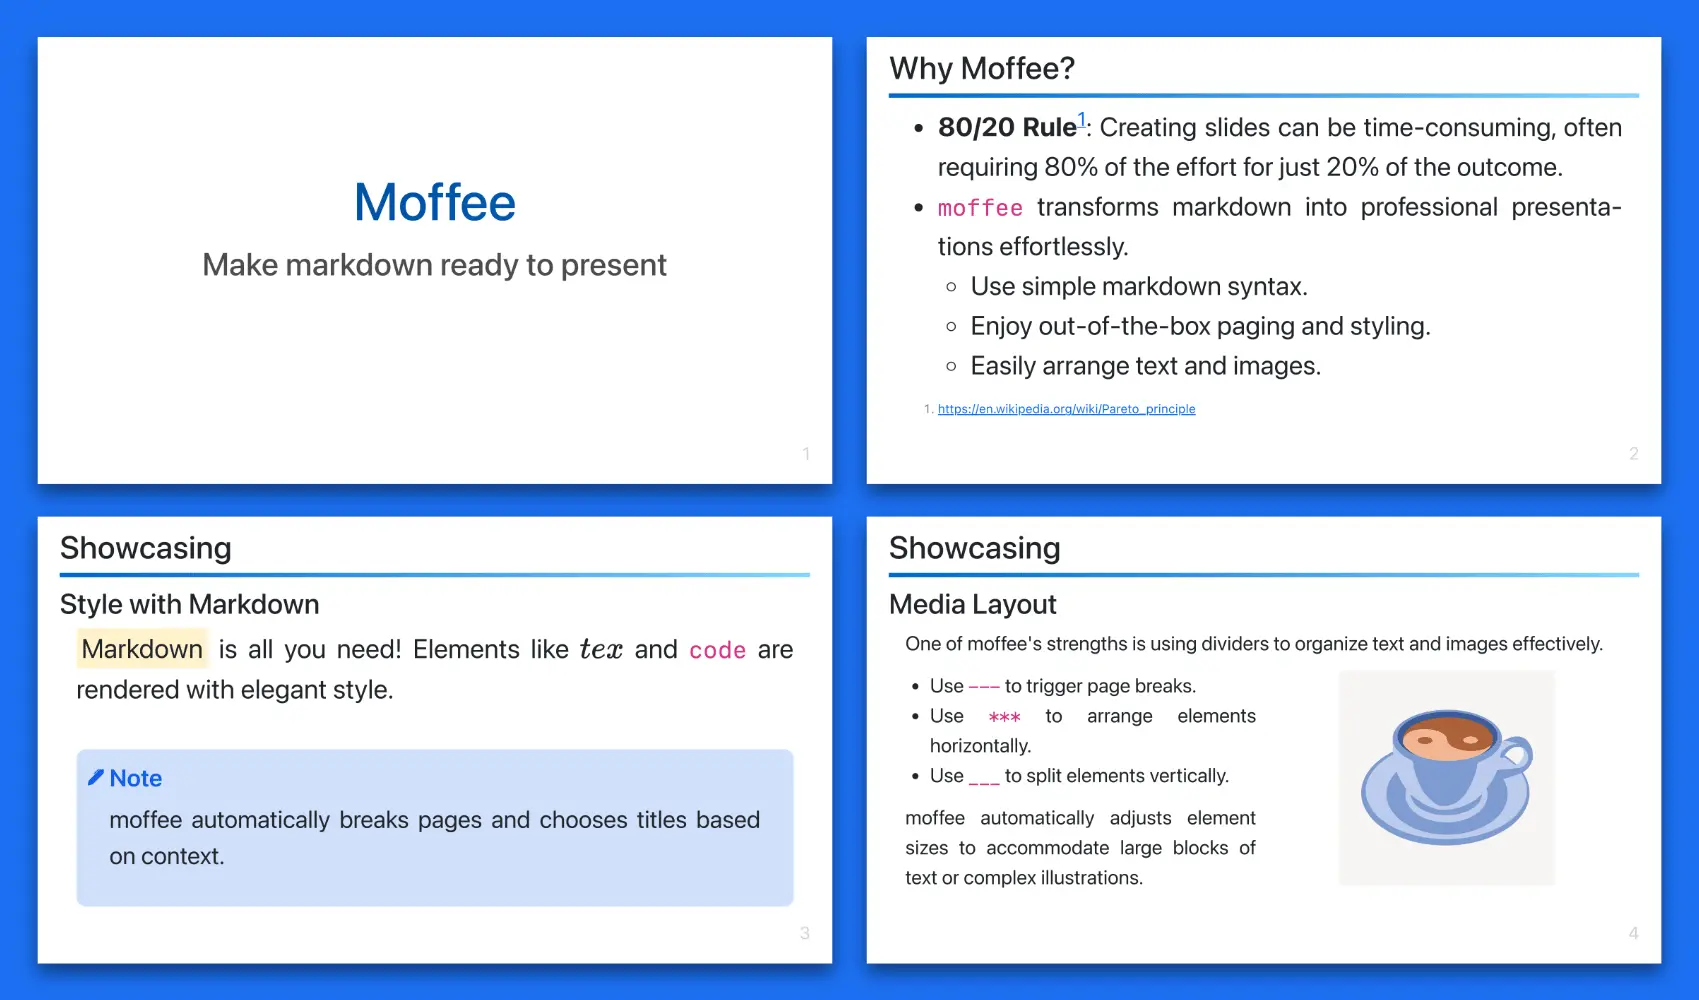 Moffee
Make markdown ready to present
1
Why Moffee?
• 80/20 Rule1: Creating slides can be time-consuming, often
requiring 80% of the effort for just 20% of the outcome.
• moffee transforms markdown into professional presenta-
tions effortlessly.
◦ Use simple markdown syntax.
◦ Enjoy out-of-the-box paging and styling.
◦ Easily arrange text and images.
1. https://en.wikipedia.org/wiki/Pareto_principle
2
Showcasing
Style with Markdown
Markdown is all you need! Elements like tex and code are
rendered with elegant style.
Note
moffee automatically breaks pages and chooses titles based
on context.
3
Showcasing
Media Layout
One of moffee's strengths is using dividers to organize text and images effectively.
• Use --- to trigger page breaks.
• Use *** to arrange elements
horizontally.
• Use ___ to split elements vertically.
moffee automatically adjusts element
sizes to accommodate large blocks of
text or complex illustrations.
4